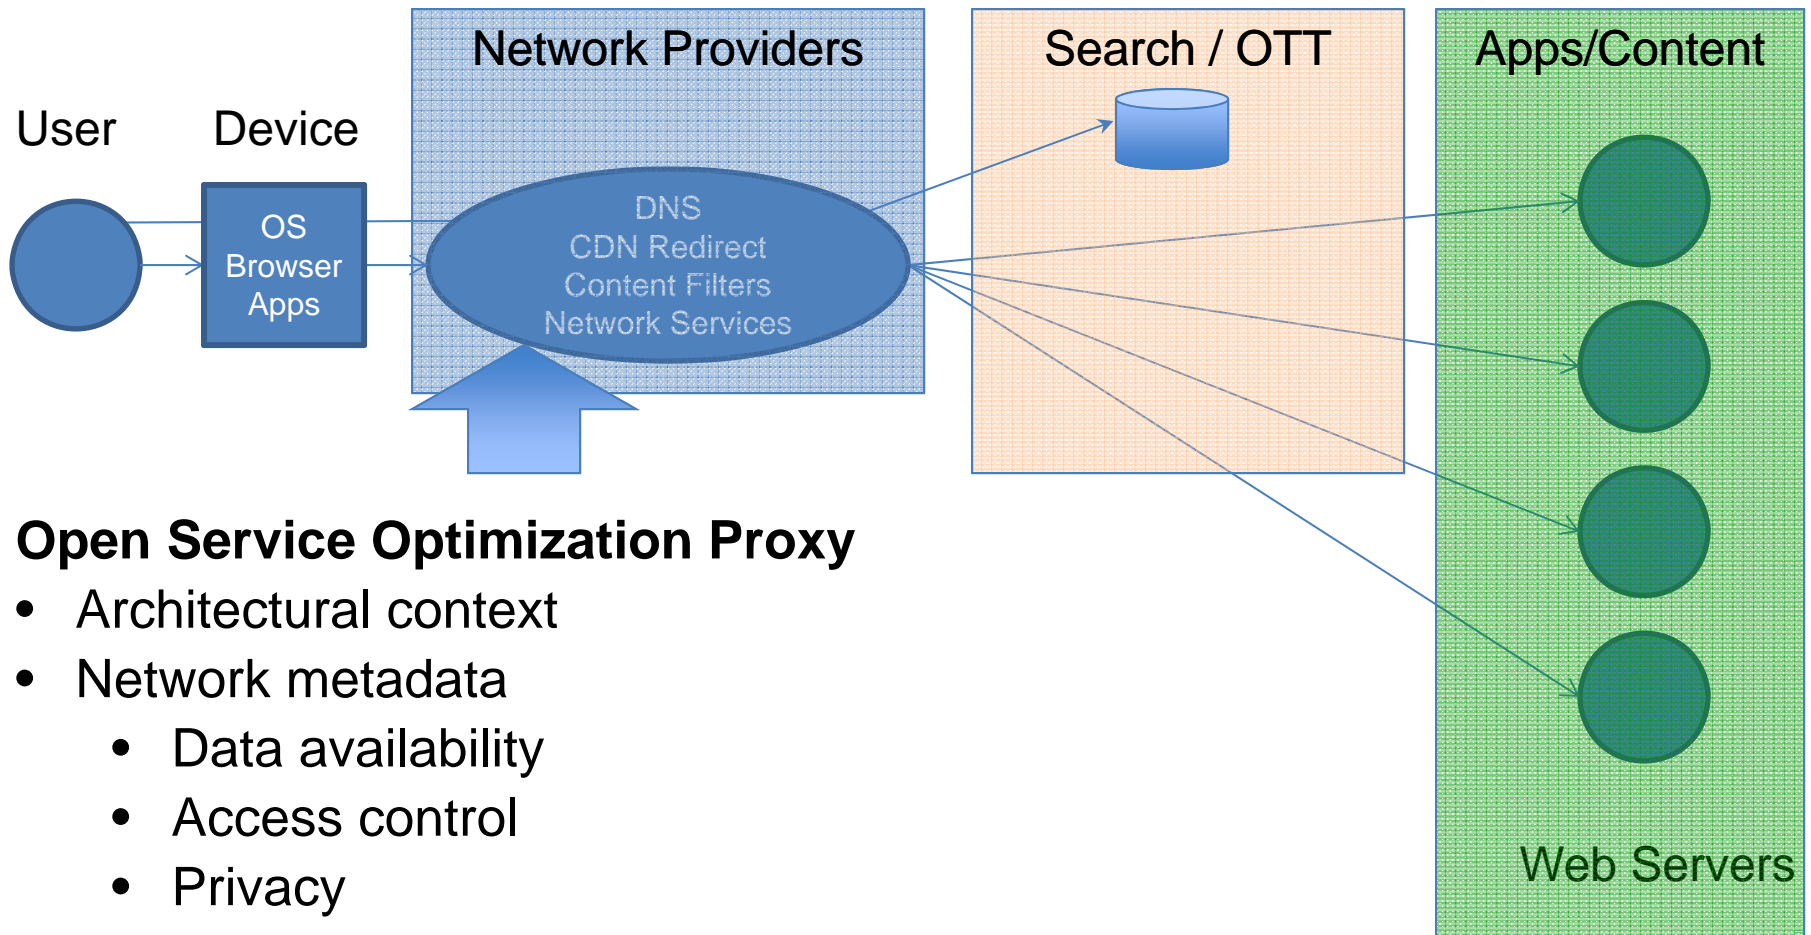 Network Providers
Search / OTT
Apps/Content
User
Device
OS
Browser
Apps
DNS
CDN Redirect
Content Filters
Network Services
Open Service Optimization Proxy
• Architectural context
• Network metadata
• Data availability
• Access control
• Privacy
Web Servers